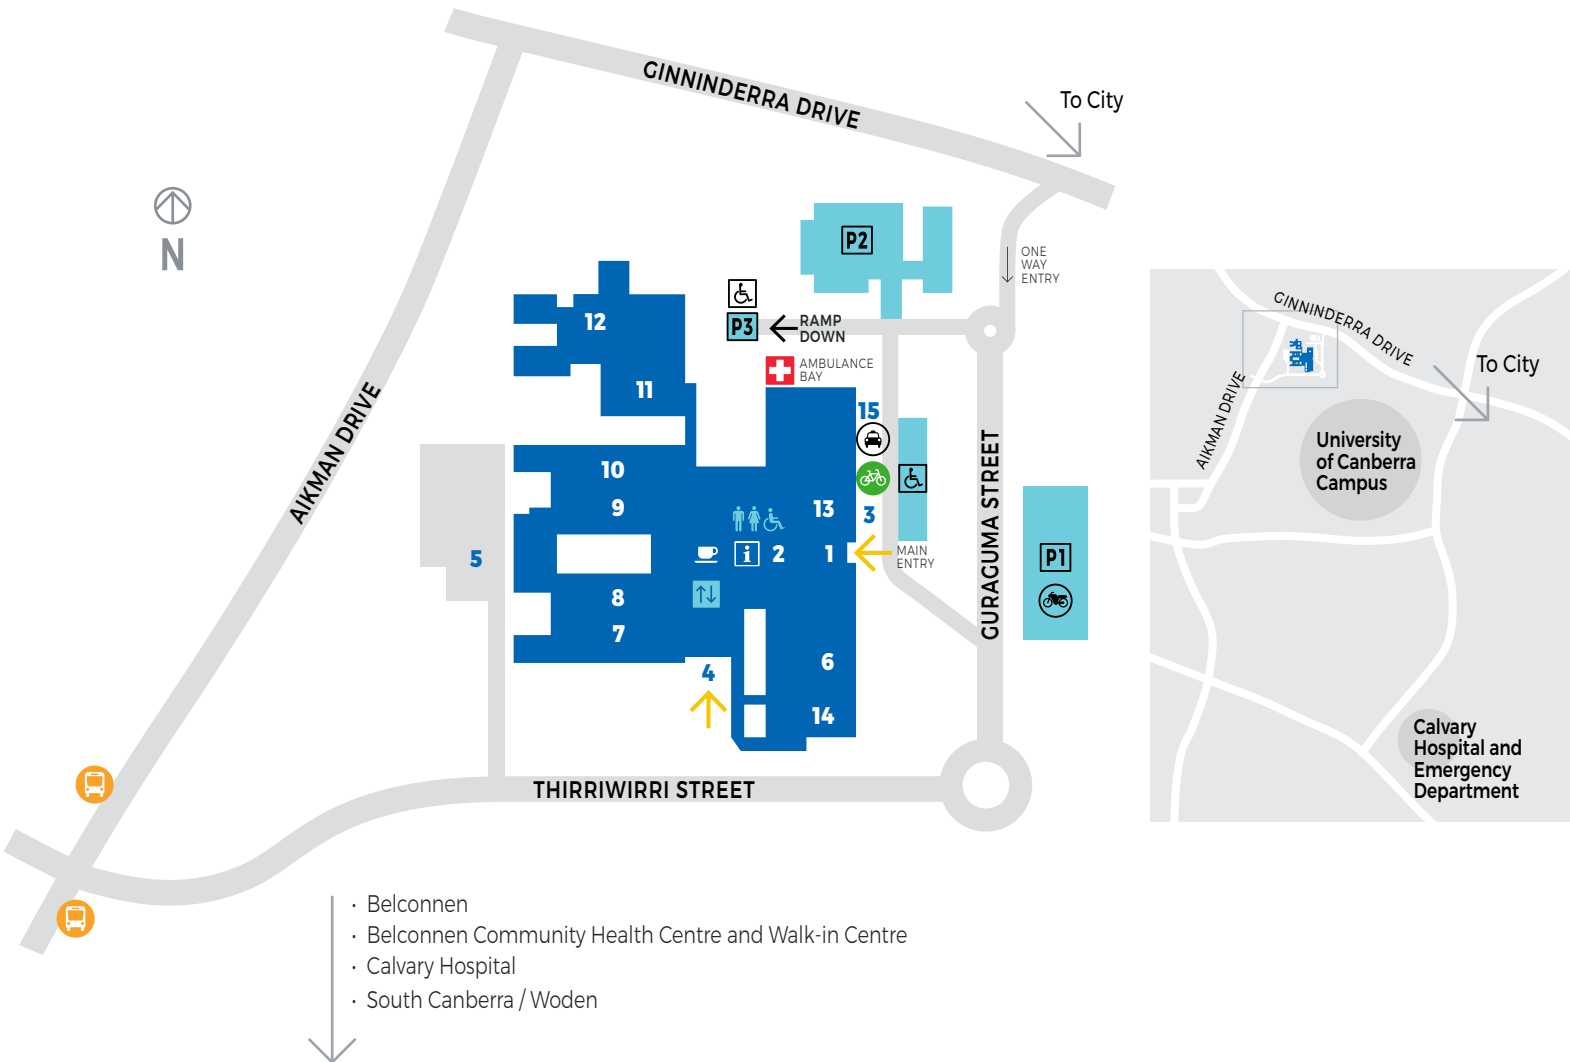 GINNINDERRA DRIVE
To City
N
P2
ONE
WAY
ENTRY
12
P3
RAMP
DOWN
AMBULANCE
BAY
11
15
AIKMAN DRIVE
10
9
13
3
5
i
2
1
MAIN
ENTRY
GURAGUMA STREET
P1
8
7
4
6
14
THIRRIWIRRI STREET
· Belconnen
· Belconnen Community Health Centre and Walk-in Centre
· Calvary Hospital
· South Canberra / Woden
GINNINDERRA DRIVE
To City
AIKMAN DRIVE
University
of Canberra
Campus
Calvary
Hospital and
Emergency
Department